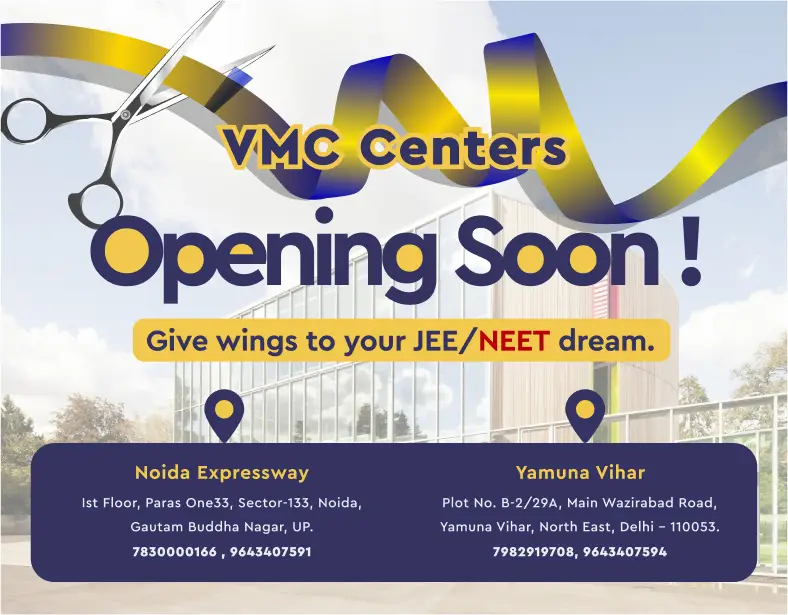 VMC Centers
Opening Soon !
Give wings to your JEE/NEET dream.
Noida Expressway
1st Floor, Paras One33, Sector-133, Noida,
Gautam Buddha Nagar, UP.
7830000166 , 9643407591
Yamuna Vihar
Plot No. B-2/29A, Main Wazirabad Road,
Yamuna Vihar, North East, Delhi - 110053.
7982919708, 9643407594